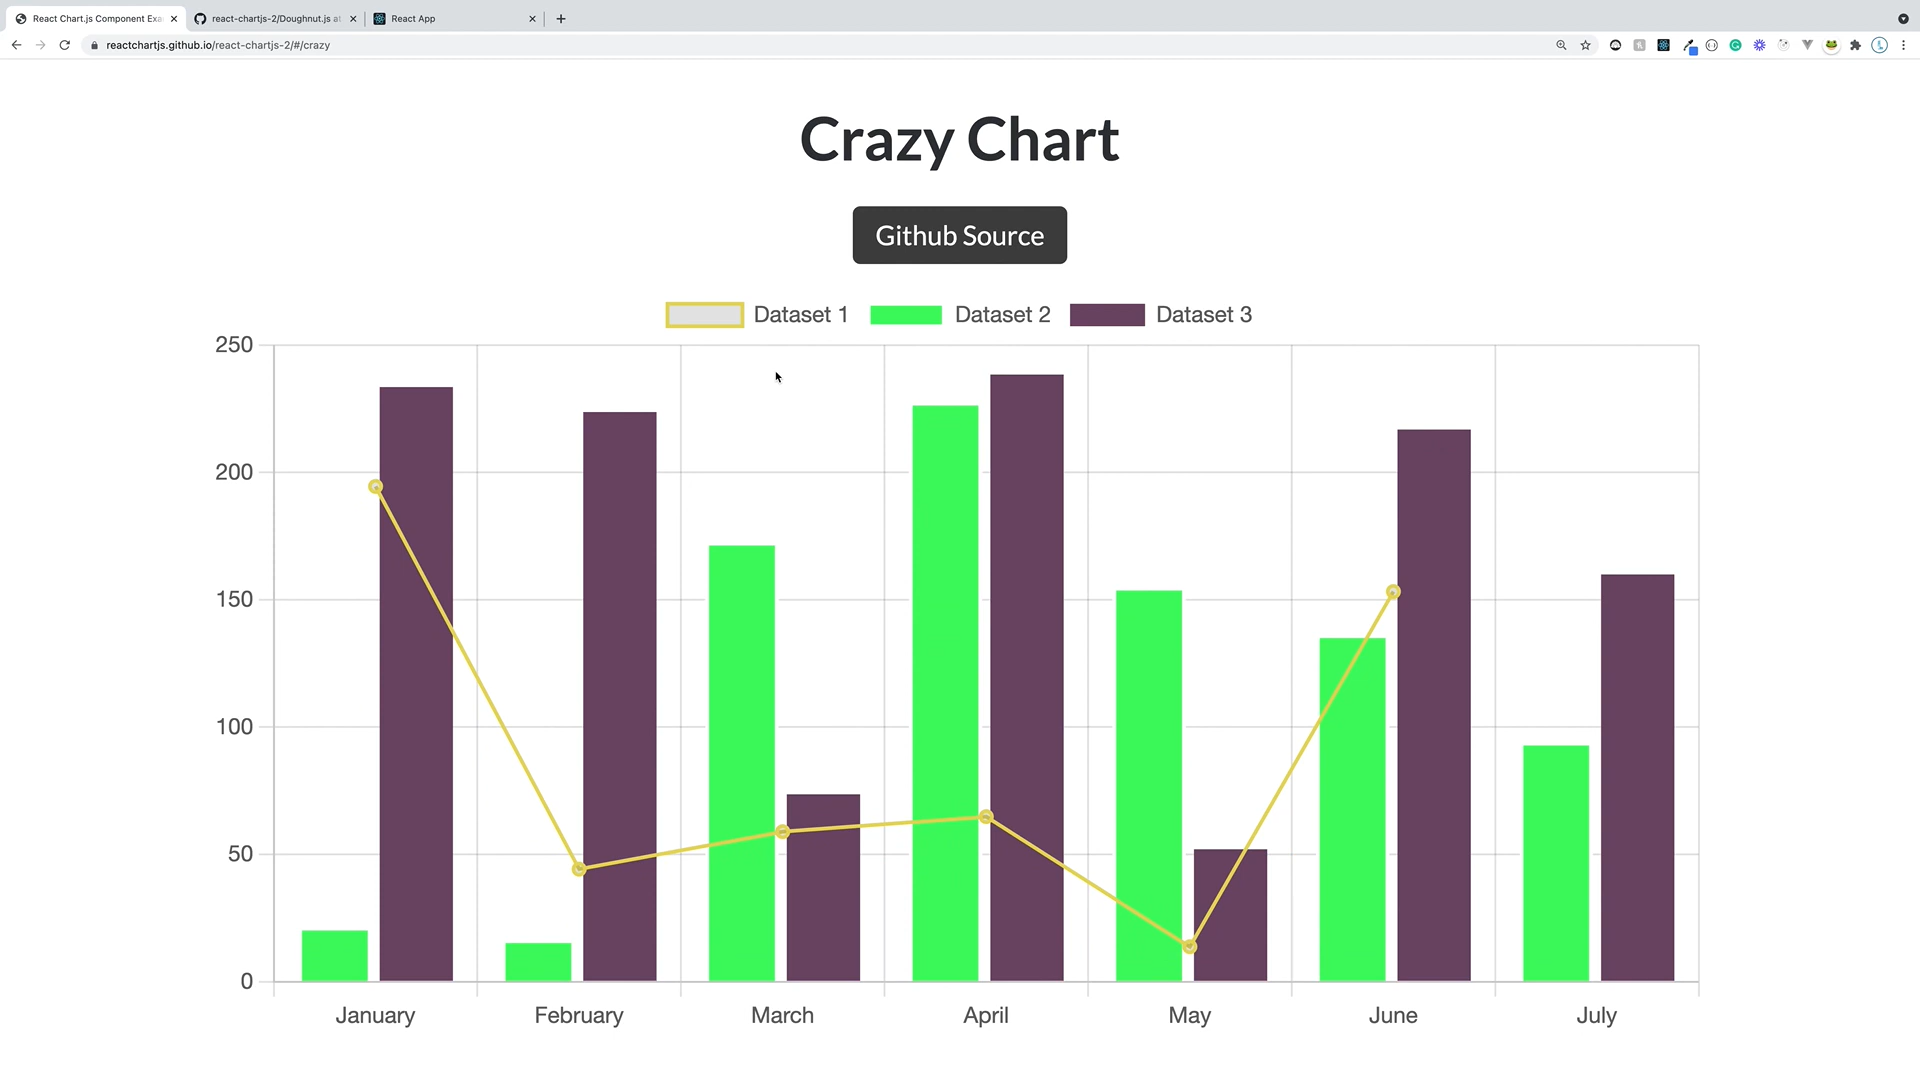 React Chart.js Component Exa
react-chartjs-2/Doughnut.js at
React App
reactchartjs.github.io/react-chartjs-2/#/crazy
Crazy Chart
Github Source
Dataset 1 Dataset 2 Dataset 3
250
200
150
100
50
0
January February March April May June July